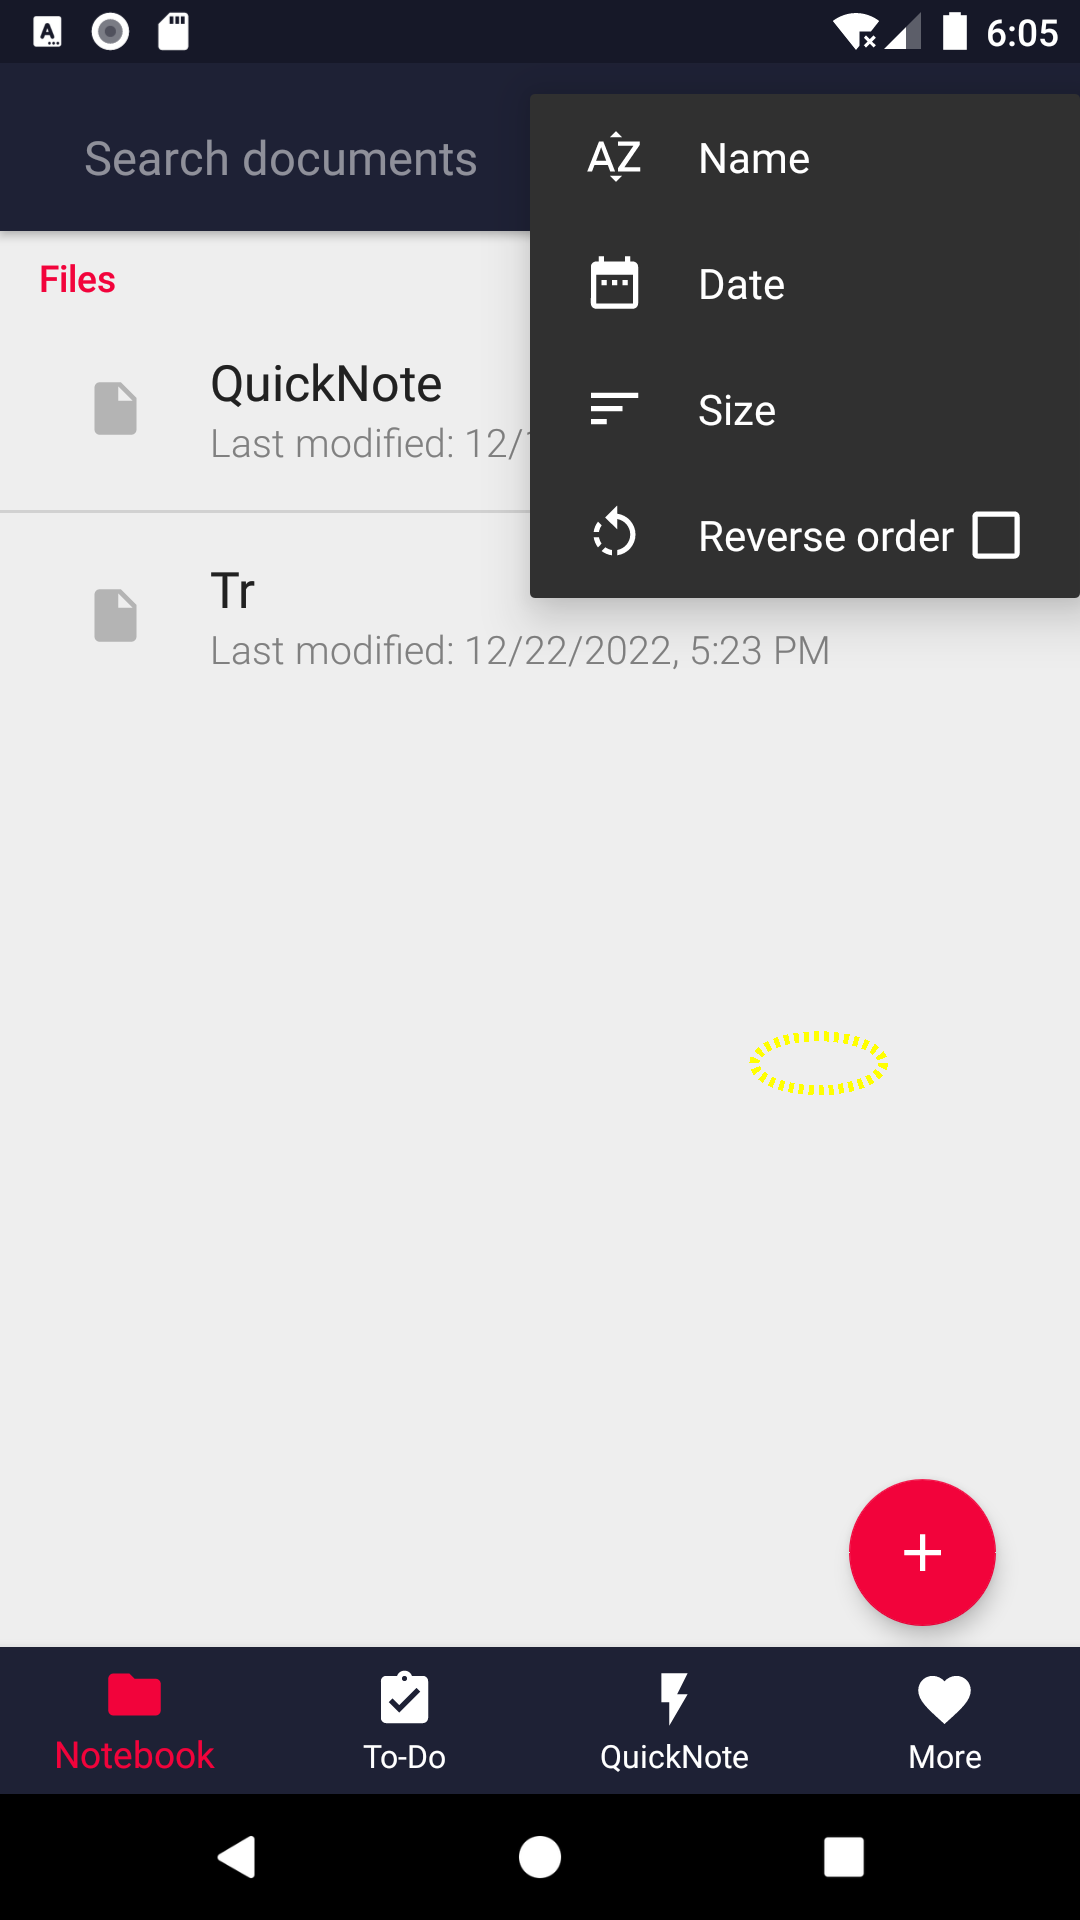 6:05
Search documents
Name
Date
Size
Reverse order
Files
QuickNote
Last modified: 12/
Tr
Last modified: 12/22/2022, 5:23 PM
Notebook
To-Do
QuickNote
More